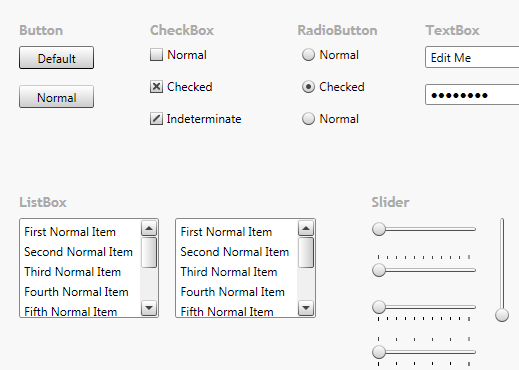 Button CheckBox RadioButton TextBox
Default Normal Normal Edit Me
Checked Checked
Normal ••••••••
Indeterminate Normal
ListBox Slider
First Normal Item First Normal Item
Second Normal Item Second Normal Item
Third Normal Item Third Normal Item
Fourth Normal Item Fourth Normal Item
Fifth Normal Item Fifth Normal Item